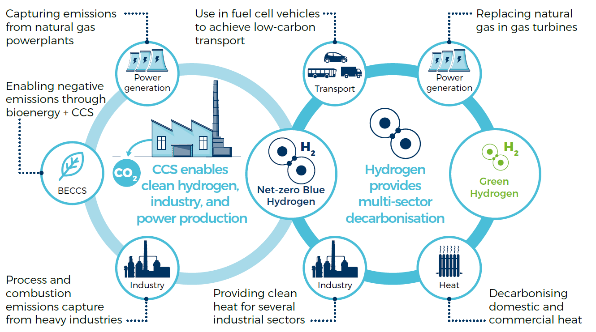 Capturing emissions
from natural gas
powerplants
Use in fuel cell vehicles
to achieve low-carbon
transport
Replacing natural
gas in gas turbines
Power
generation
Transport
Power
generation
Enabling negative
emissions through
bioenergy + CCS
BECCS
CO2
CCS enables
clean hydrogen,
industry, and
power production
H2
Net-zero Blue
Hydrogen
Hydrogen
provides
multi-sector
decarbonisation
H2
Green
Hydrogen
Industry
Industry
Heat
Process and
combustion
emissions capture
from heavy industries
Providing clean
heat for several
industrial sectors
Decarbonising
domestic and
commercial heat